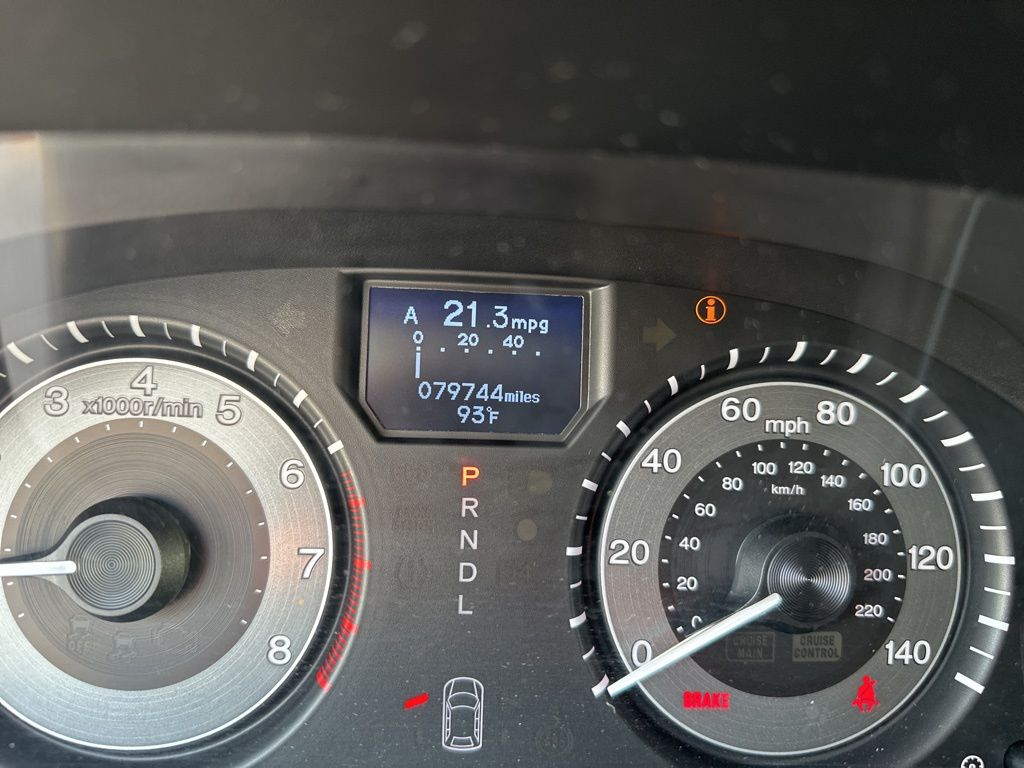 A 21.3mpg
0 20 40
079744miles
93°F
P
R
N
D
L
3 4 5 6 7 8
x1000r/min
0 20 40 60 80 100 120 140
mph
20 40 60 80 100 120 140 160 180 200 220
km/h
CRUISE MAIN
CRUISE CONTROL
BRAKE
i
OFF